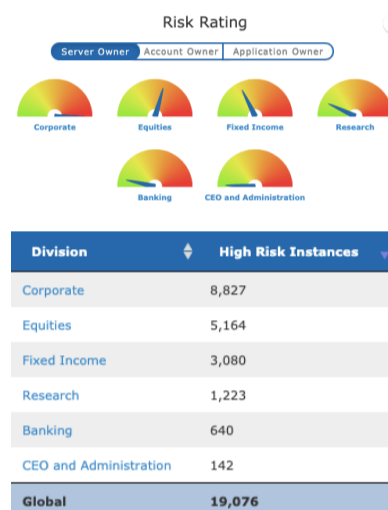 Risk Rating
Server Owner Account Owner Application Owner
Corporate Equities Fixed Income Research
Banking CEO and Administration
Division High Risk Instances
Corporate 8,827
Equities 5,164
Fixed Income 3,080
Research 1,223
Banking 640
CEO and Administration 142
Global 19,076